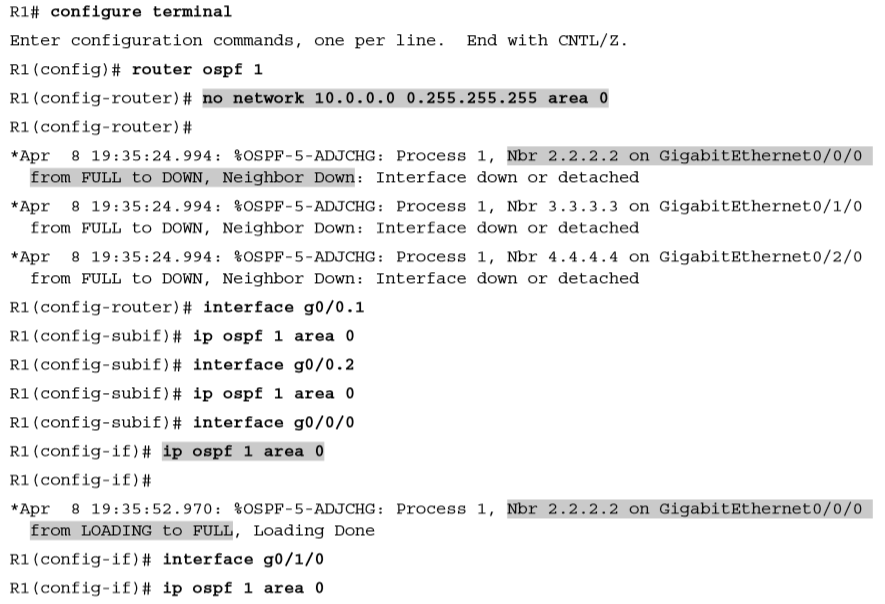 R1# configure terminal
Enter configuration commands, one per line.  End with CNTL/Z.
R1(config)# router ospf 1
R1(config-router)# no network 10.0.0.0 0.255.255.255 area 0
R1(config-router)#
*Apr  8 19:35:24.994: %OSPF-5-ADJCHG: Process 1, Nbr 2.2.2.2 on GigabitEthernet0/0/0
from FULL to DOWN, Neighbor Down: Interface down or detached
*Apr  8 19:35:24.994: %OSPF-5-ADJCHG: Process 1, Nbr 3.3.3.3 on GigabitEthernet0/1/0
from FULL to DOWN, Neighbor Down: Interface down or detached
*Apr  8 19:35:24.994: %OSPF-5-ADJCHG: Process 1, Nbr 4.4.4.4 on GigabitEthernet0/2/0
from FULL to DOWN, Neighbor Down: Interface down or detached
R1(config-router)# interface g0/0.1
R1(config-subif)# ip ospf 1 area 0
R1(config-subif)# interface g0/0.2
R1(config-subif)# ip ospf 1 area 0
R1(config-subif)# interface g0/0/0
R1(config-if)# ip ospf 1 area 0
R1(config-if)#
*Apr  8 19:35:52.970: %OSPF-5-ADJCHG: Process 1, Nbr 2.2.2.2 on GigabitEthernet0/0/0
from LOADING to FULL, Loading Done
R1(config-if)# interface g0/1/0
R1(config-if)# ip ospf 1 area 0